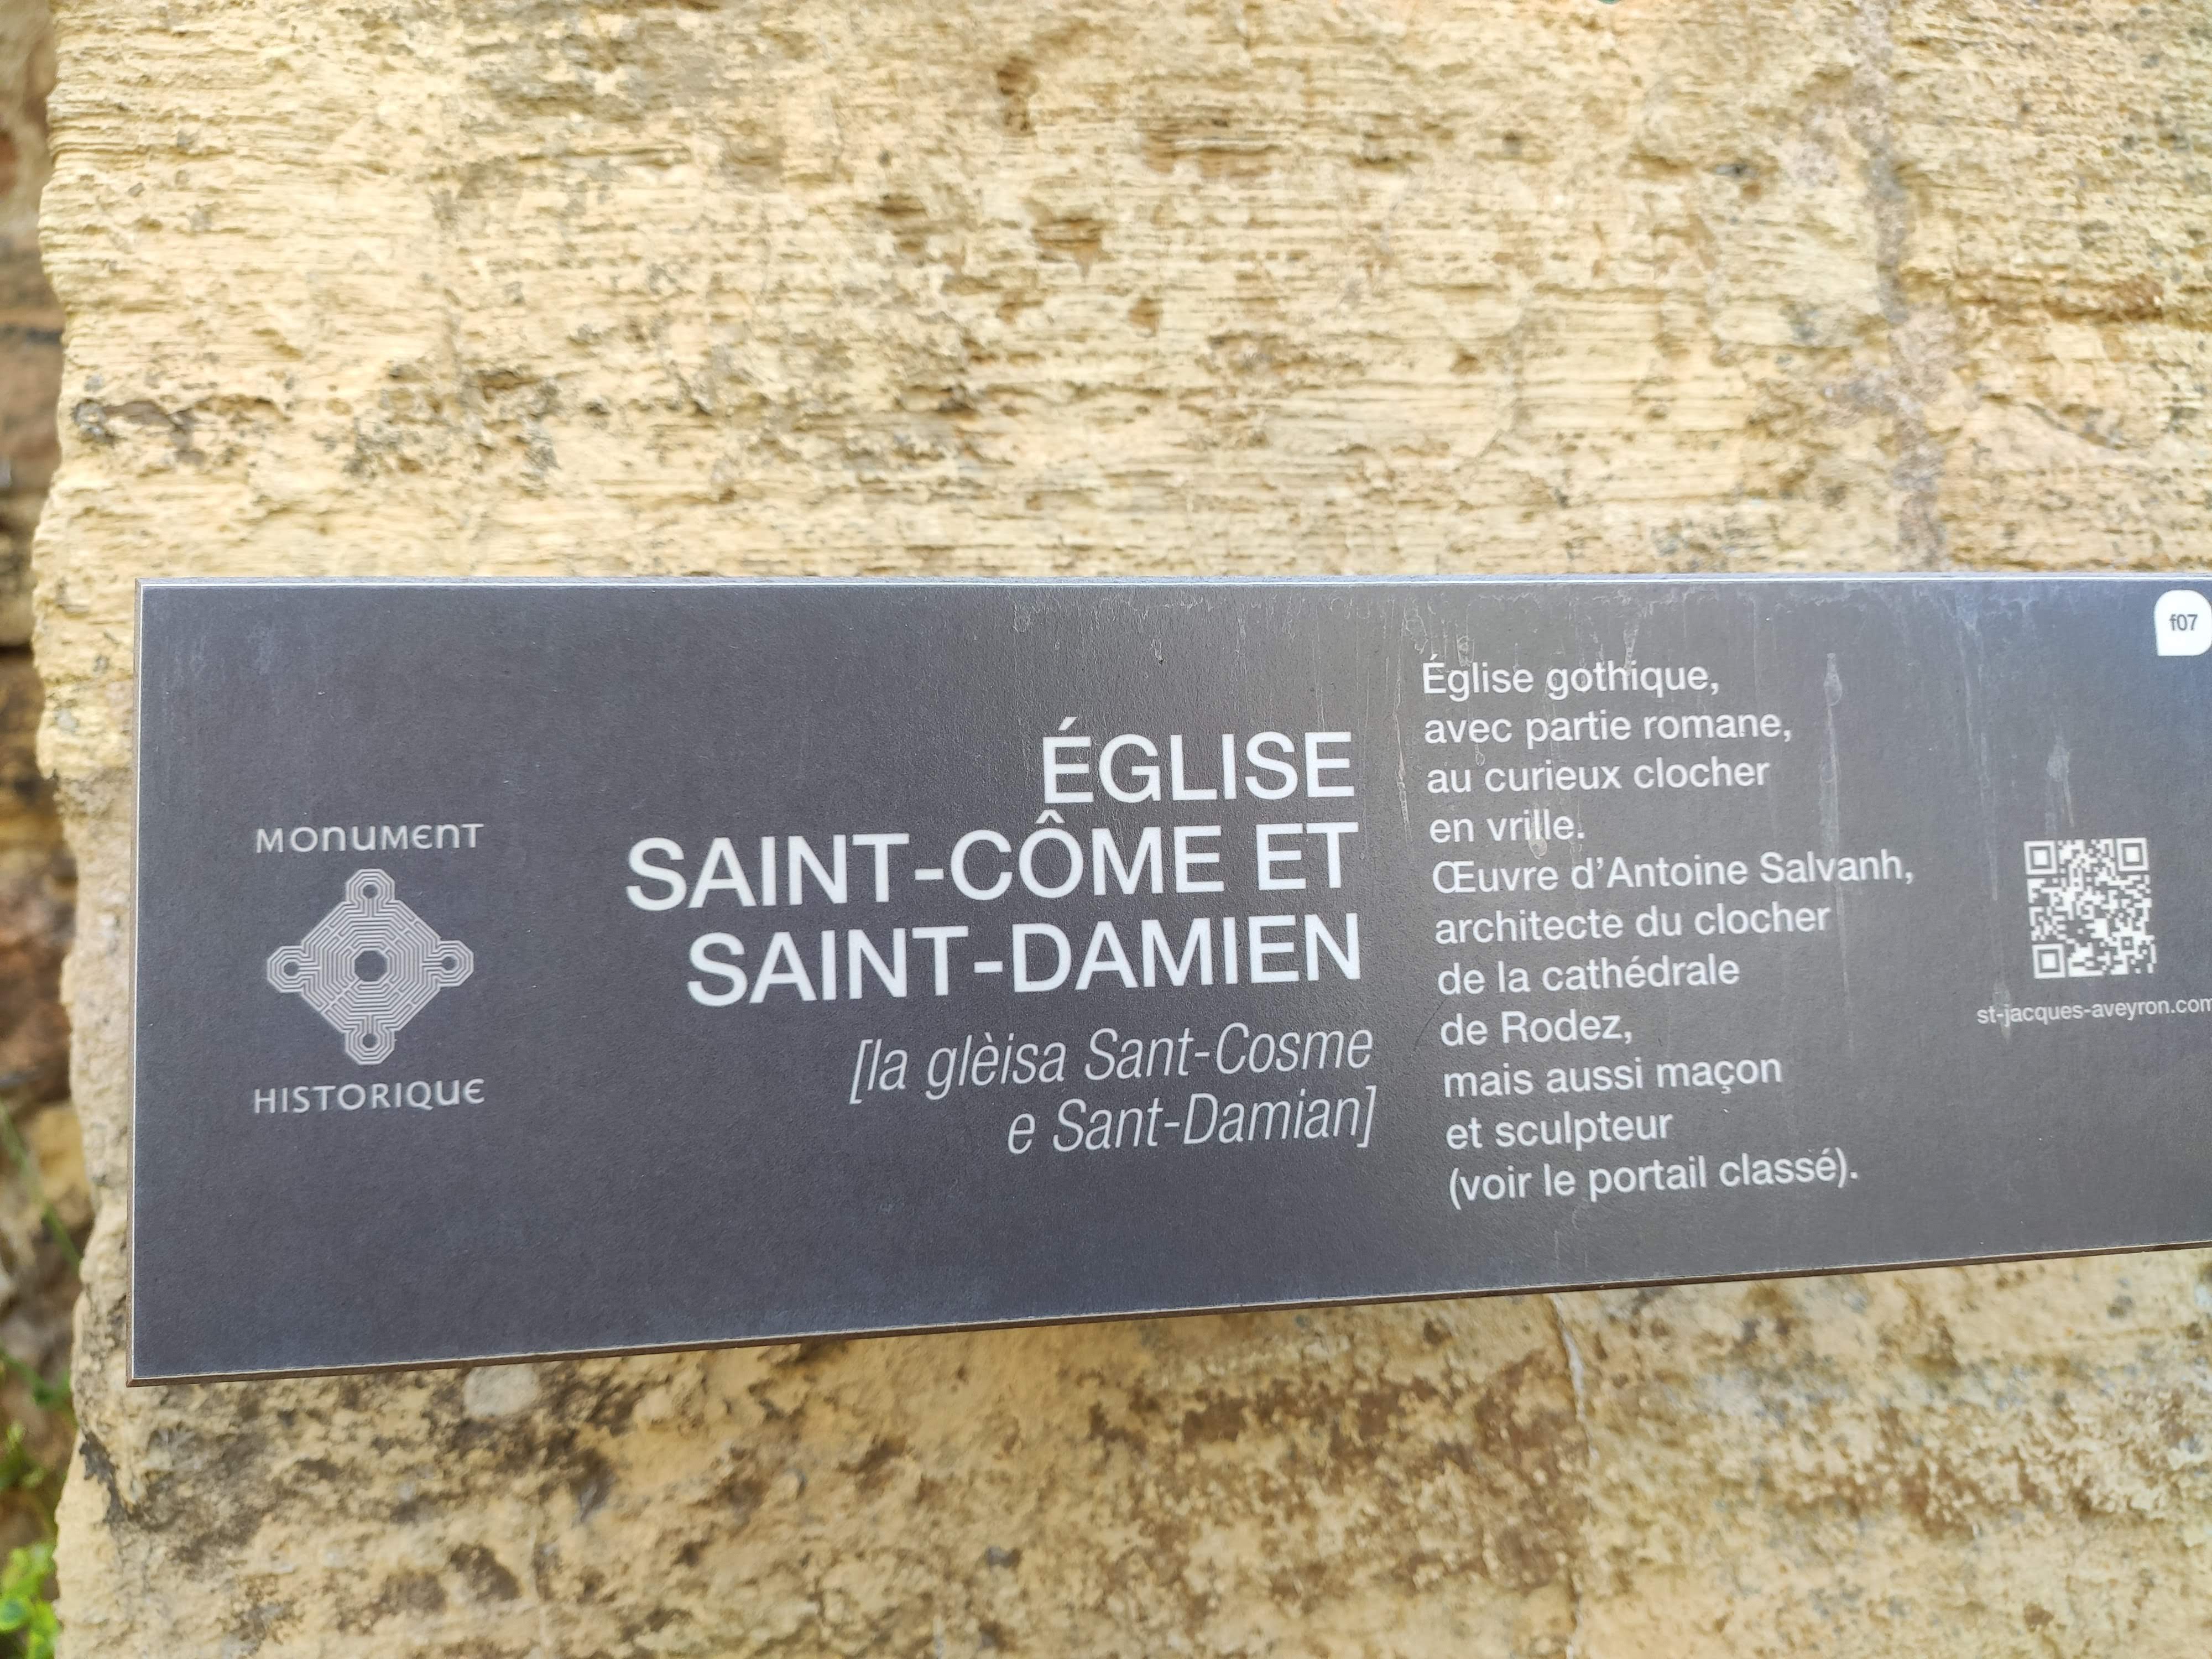 MONUMENT
HISTORIQUE
ÉGLISE
SAINT-CÔME ET
SAINT-DAMIEN
[la glèisa Sant-Cosme
e Sant-Damian]
Église gothique,
avec partie romane,
au curieux clocher
en vrille.
Œuvre d'Antoine Salvanh,
architecte du clocher
de la cathédrale
de Rodez,
mais aussi maçon
et sculpteur
(voir le portail classé).
f07
st-jacques-aveyron.com